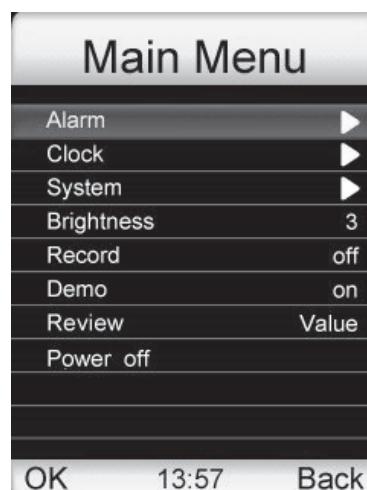 Main Menu
Alarm
Clock
System
Brightness 3
Record off
Demo on
Review Value
Power off
OK 13:57 Back